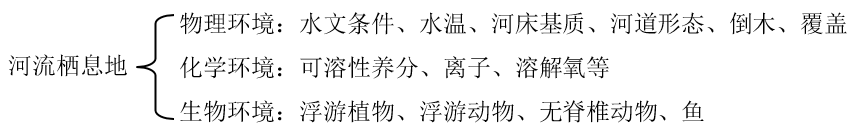 物理环境：水文条件、水温、河床基质、河道形态、倒木、覆盖
河流栖息地
化学环境：可溶性养分、离子、溶解氧等
生物环境：浮游植物、浮游动物、无脊椎动物、鱼